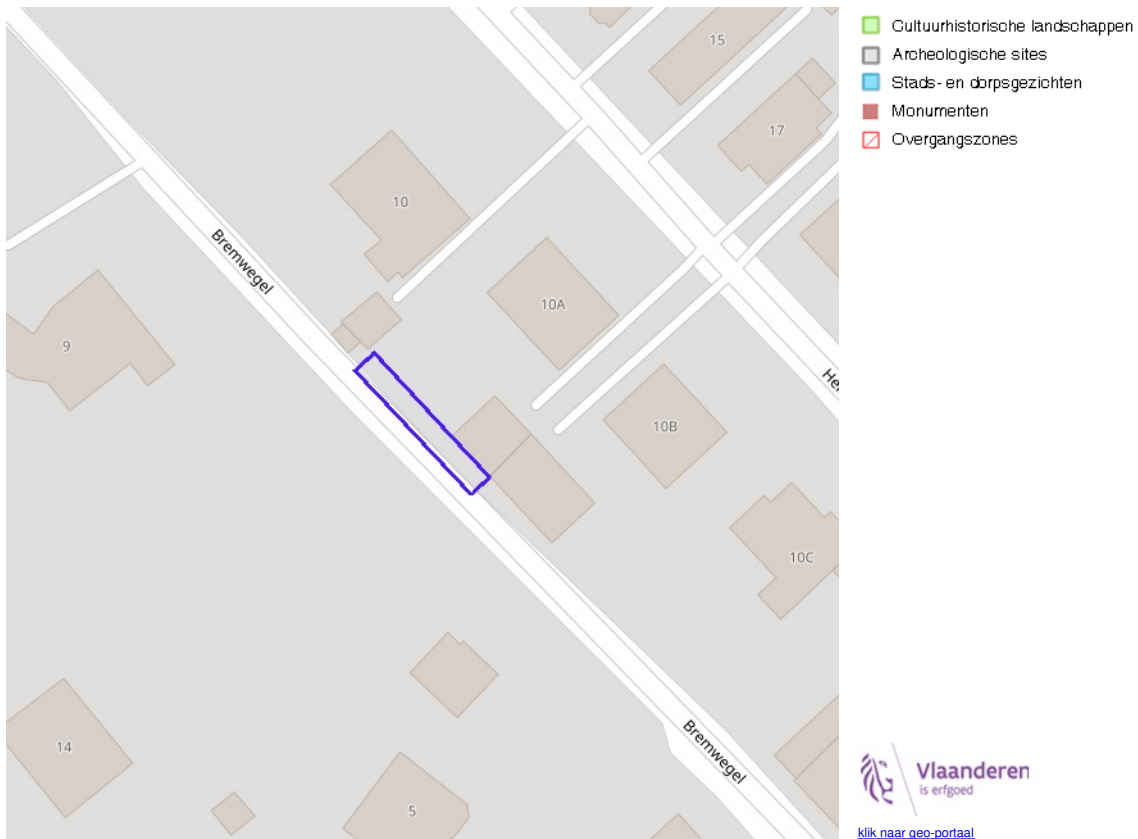 15
17
10
Bremwegel
10A
9
10B
10C
14
5
Bremwegel
Cultuurhistorische landschappen
Archeologische sites
Stads- en dorpsgezichten
Monumenten
Overgangszones
Vlaanderen
is erfgoed
klik naar geo-portaal